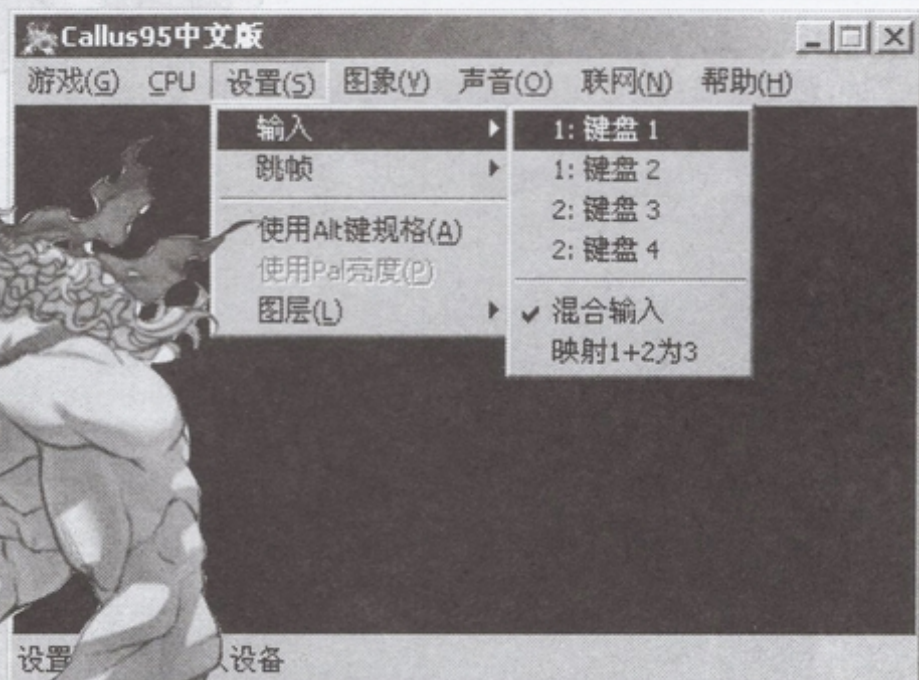 Callus95中文版
游戏(G) CPU 设置(S) 图象(V) 声音(O) 联网(N) 帮助(H)
输入
跳帧
使用Alt键规格(A)
使用Pal亮度(P)
图层(L)
1: 键盘 1
1: 键盘 2
2: 键盘 3
2: 键盘 4
混合输入
映射1+2为3
设置 设备